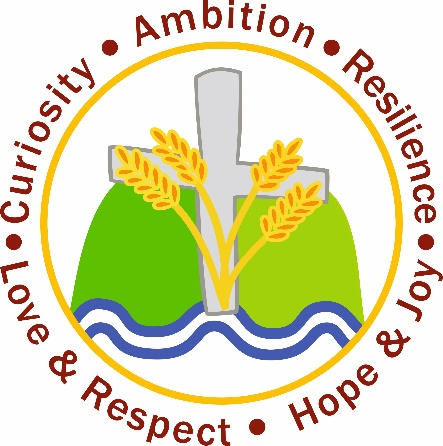 Ambition • Resilience • Hope & Joy • Love & Respect • Curiosity •